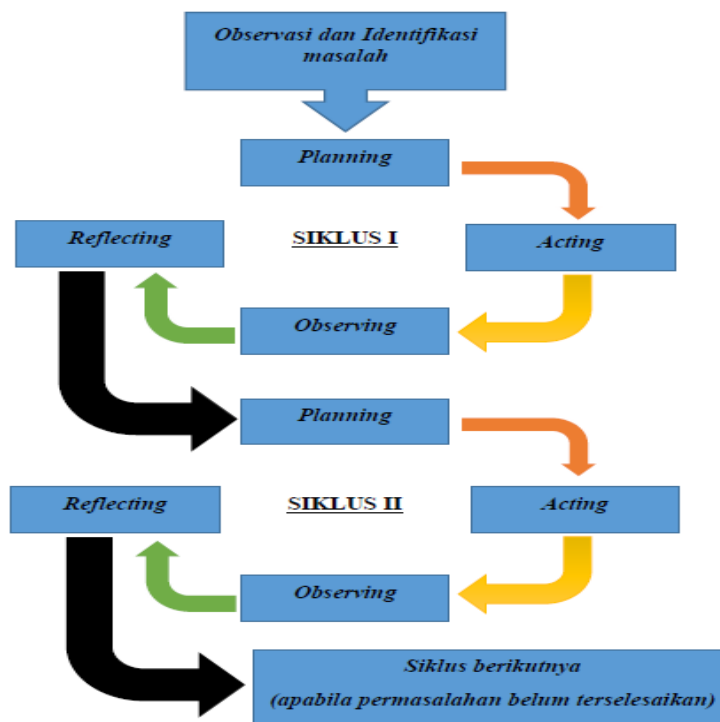 Observasi dan Identifikasi
masalah
Planning
Reflecting
SIKLUS I
Acting
Observing
Planning
Reflecting
SIKLUS II
Acting
Observing
Siklus berikutnya
(apabila permasalahan belum terselesaikan)